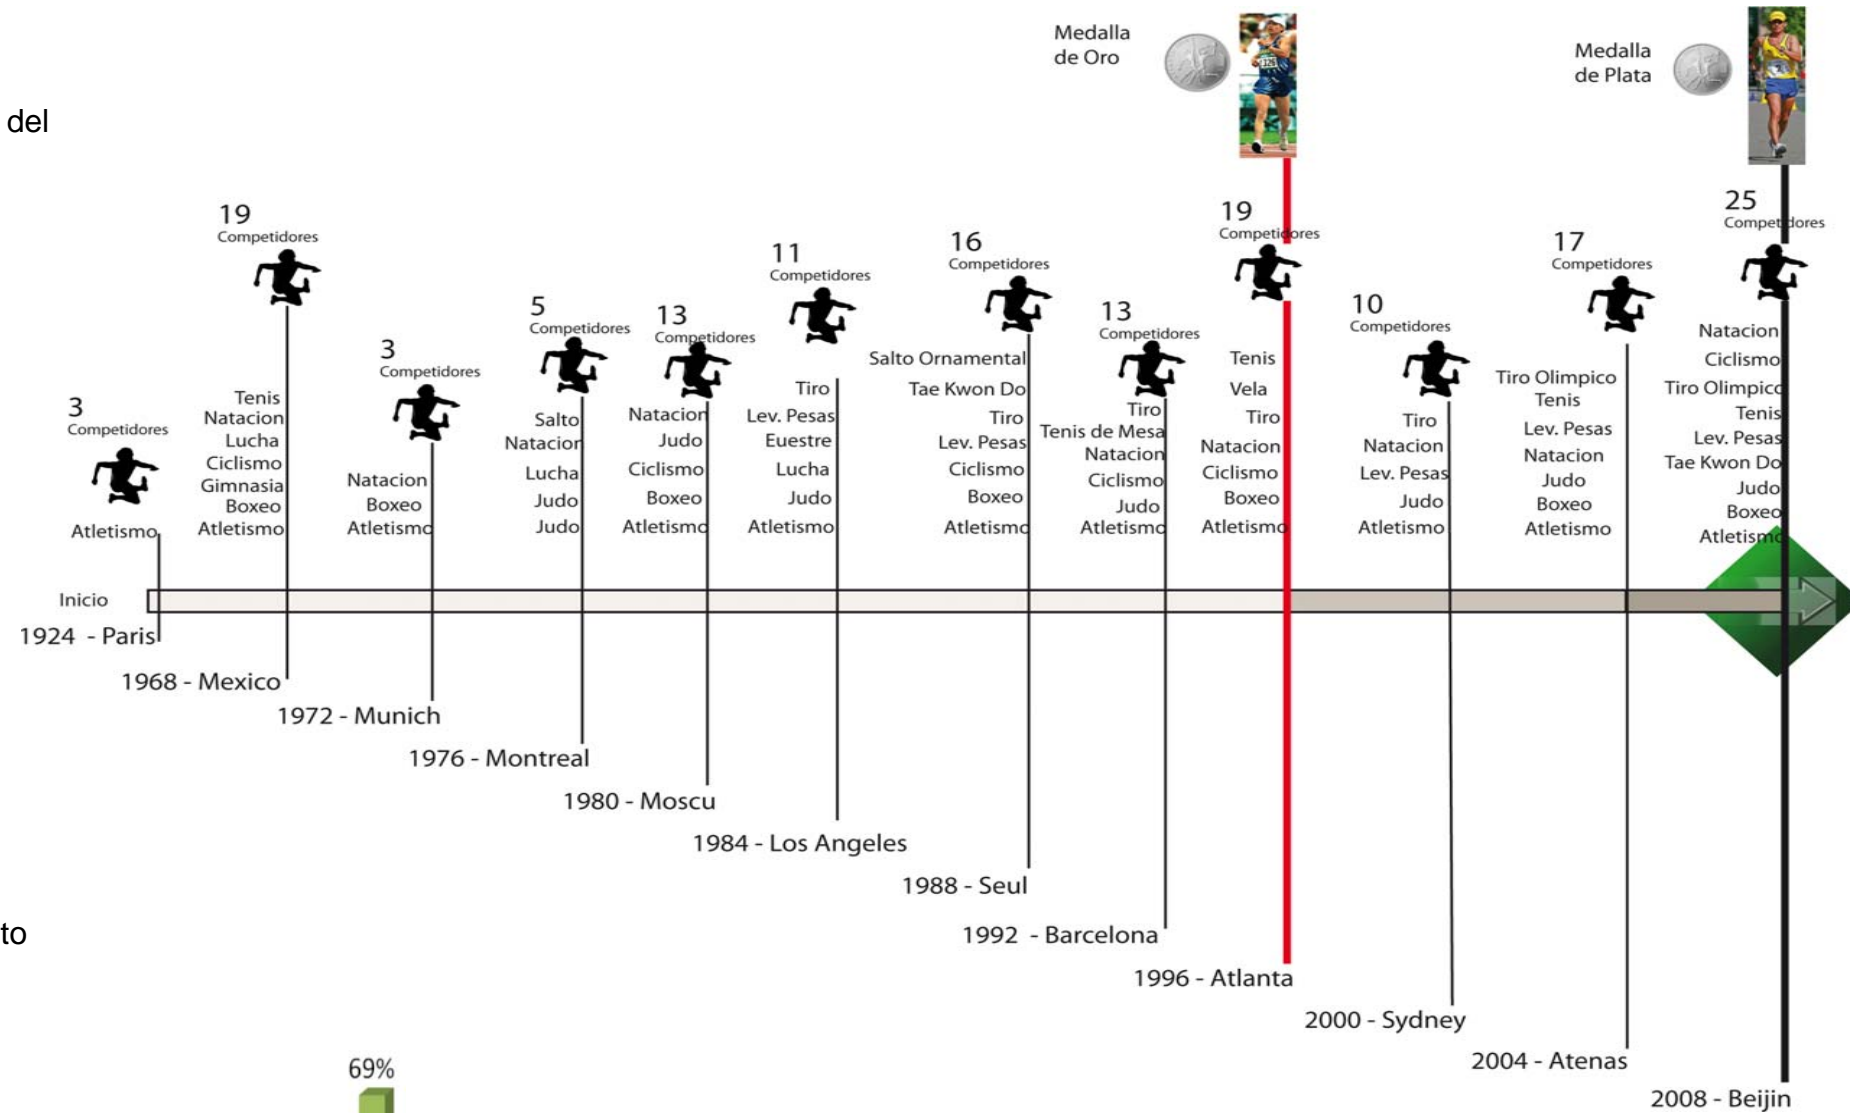 del
Medalla
de Oro
Medalla
de Plata
3
Competidores
Atletismo
Inicio
1924 - Paris
19
Competidores
Tenis
Natacion
Lucha
Ciclismo
Gimnasia
Boxeo
Atletismo
1968 - Mexico
3
Competidores
Natacion
Boxeo
Atletismo
1972 - Munich
5
Competidores
Salto
Natacion
Lucha
Judo
Judo
1976 - Montreal
13
Competidores
Natacion
Judo
Ciclismo
Boxeo
Atletismo
1980 - Moscu
11
Competidores
Tiro
Lev. Pesas
Euestre
Lucha
Judo
Atletismo
1984 - Los Angeles
16
Competidores
Salto Ornamental
Tae Kwon Do
Tiro
Lev. Pesas
Ciclismo
Boxeo
Atletismo
1988 - Seul
13
Competidores
Tiro
Tenis de Mesa
Natacion
Ciclismo
Judo
Atletismo
1992 - Barcelona
19
Competidores
Tenis
Vela
Tiro
Natacion
Ciclismo
Boxeo
Atletismo
1996 - Atlanta
10
Competidores
Tiro
Natacion
Lev. Pesas
Judo
Atletismo
2000 - Sydney
17
Competidores
Tiro Olimpico
Tenis
Lev. Pesas
Natacion
Judo
Boxeo
Atletismo
2004 - Atenas
25
Competidores
Natacion
Ciclismo
Tiro Olimpico
Tenis
Lev. Pesas
Tae Kwon Do
Judo
Boxeo
Atletismo
2008 - Beijin
to
69%